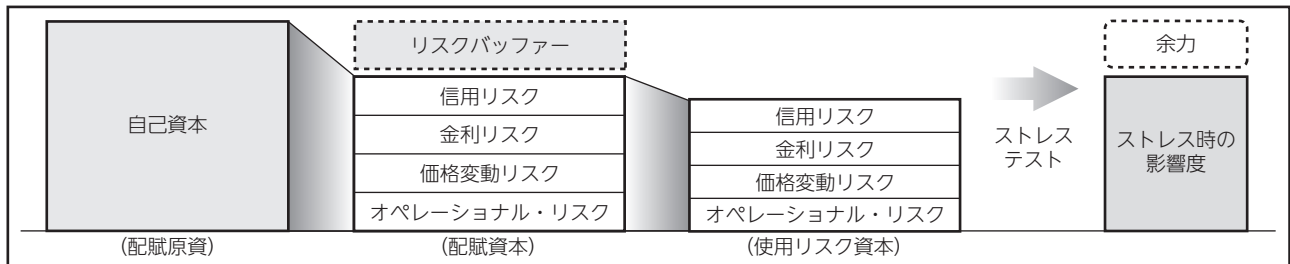 自己資本
(配賦原資)
リスクバッファー
信用リスク
金利リスク
価格変動リスク
オペレーショナル・リスク
(配賦資本)
信用リスク
金利リスク
価格変動リスク
オペレーショナル・リスク
(使用リスク資本)
ストレス
テスト
余力
ストレス時の
影響度